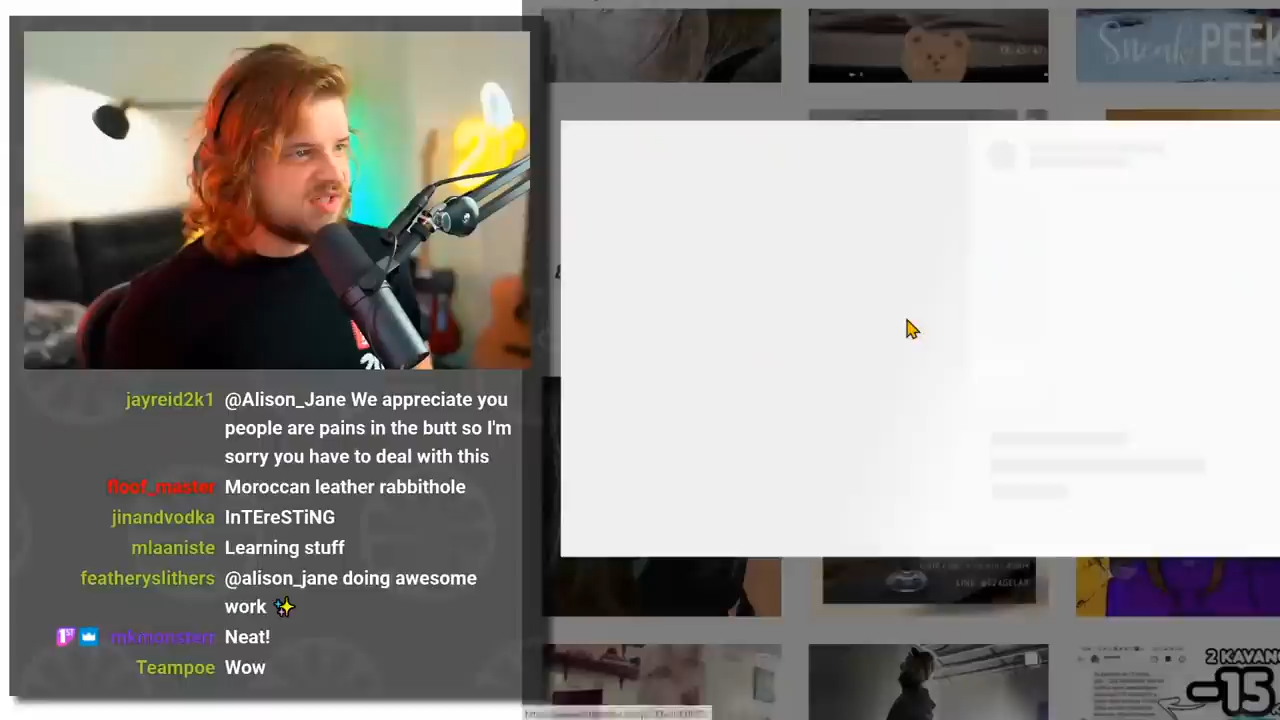 Sneak PEEK
jayreid2k1 @Alison_Jane We appreciate you
people are pains in the butt so I'm
sorry you have to deal with this
floof_master Moroccan leather rabbithole
jinandvodka InTEreSTiNG
mlaaniste Learning stuff
featheryslithers @alison_jane doing awesome
work ✨
mkmonsterr Neat!
Teampoe Wow
2 KAVANO
-15